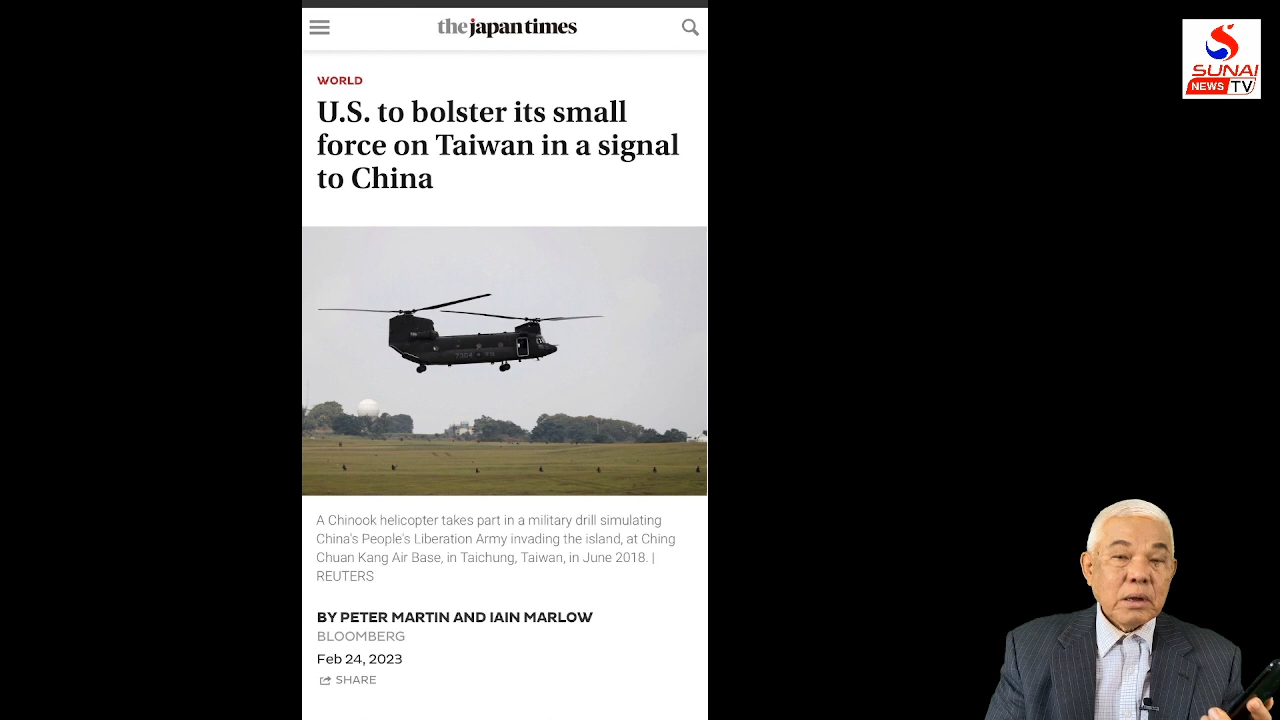 the japan times
WORLD
U.S. to bolster its small
force on Taiwan in a signal
to China
A Chinook helicopter takes part in a military drill simulating
China's People's Liberation Army invading the island, at Ching
Chuan Kang Air Base, in Taichung, Taiwan, in June 2018. |
REUTERS
BY PETER MARTIN AND IAIN MARLOW
BLOOMBERG
Feb 24, 2023
SHARE
SUNAI
NEWS TV